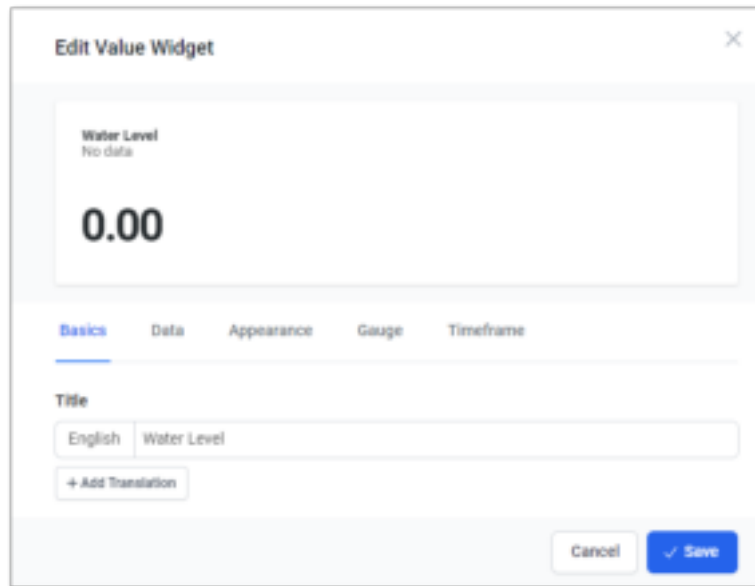 Edit Value Widget
Water Level
No data
0.00
Basics Data Appearance Gauge Timeframe
Title
English Water Level
+ Add Translation
Cancel ✓ Save